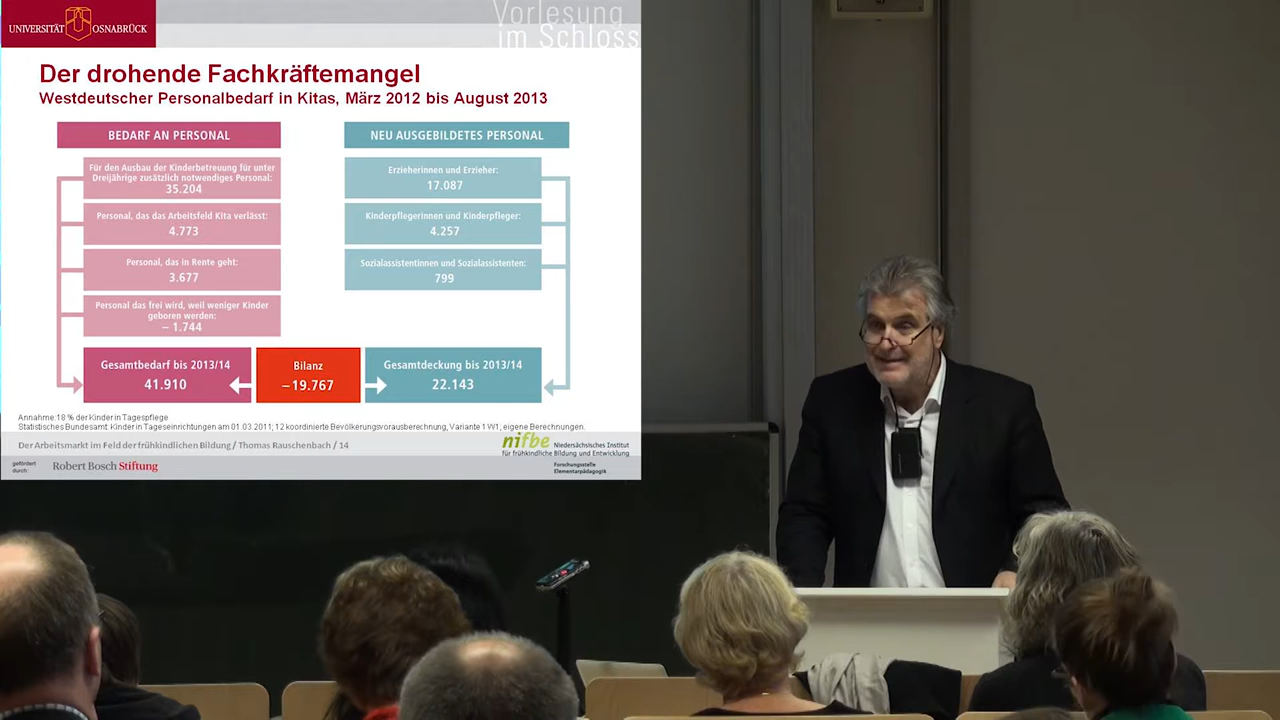 UNIVERSITÄT OSNABRÜCK
Vorlesung
im Schloss
Der drohende Fachkräftemangel
Westdeutscher Personalbedarf in Kitas, März 2012 bis August 2013
BEDARF AN PERSONAL
Für den Ausbau der Kinderbetreuung für unter
Dreijährige zusätzlich notwendiges Personal:
35.204
Personal, das das Arbeitsfeld Kita verlässt:
4.773
Personal, das in Rente geht:
3.677
Personal das frei wird, weil weniger Kinder
geboren werden:
– 1.744
NEU AUSGEBILDETES PERSONAL
Erzieherinnen und Erzieher:
17.087
Kinderpflegerinnen und Kinderpfleger:
4.257
Sozialassistentinnen und Sozialassistenten:
799
Gesamtbedarf bis 2013/14
41.910
Bilanz
–19.767
Gesamtdeckung bis 2013/14
22.143
Annahme: 18 % der Kinder in Tagespflege
Statistisches Bundesamt: Kinder in Tageseinrichtungen am 01.03.2011; 12 koordinierte Bevölkerungsvorausberechnung, Variante 1 W1; eigene Berechnungen.
Der Arbeitsmarkt im Feld der frühkindlichen Bildung / Thomas Rauschenbach / 14
nifbe Niedersächsisches Institut
für frühkindliche Bildung und Entwicklung
Forschungsstelle
Elementarpädagogik
gefördert
durch:
Robert Bosch Stiftung